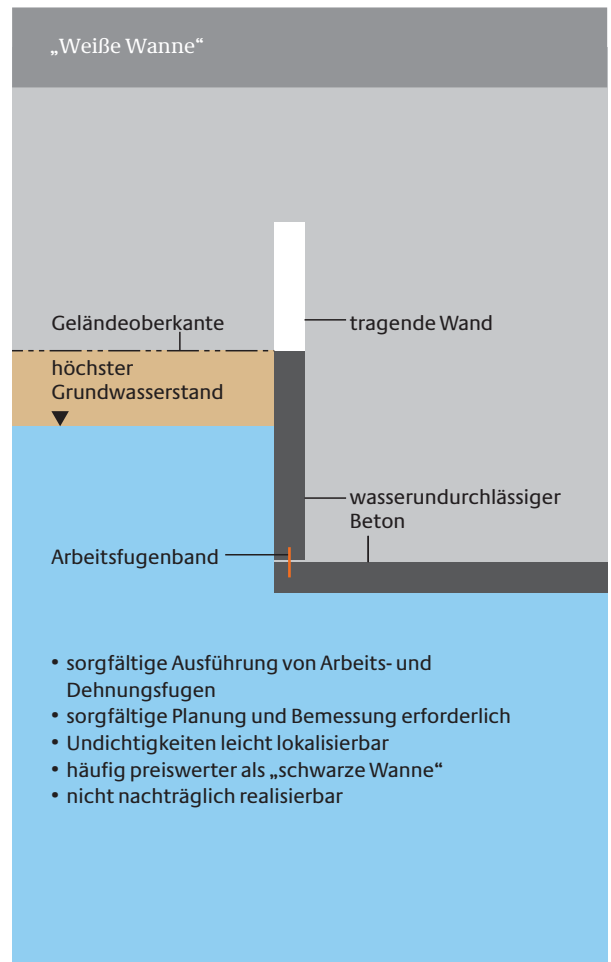 „Weiße Wanne“
Geländeoberkante
tragende Wand
höchster
Grundwasserstand
wasserundurchlässiger
Beton
Arbeitsfugenband
• sorgfältige Ausführung von Arbeits- und
Dehnungsfugen
• sorgfältige Planung und Bemessung erforderlich
• Undichtigkeiten leicht lokalisierbar
• häufig preiswerter als „schwarze Wanne“
• nicht nachträglich realisierbar